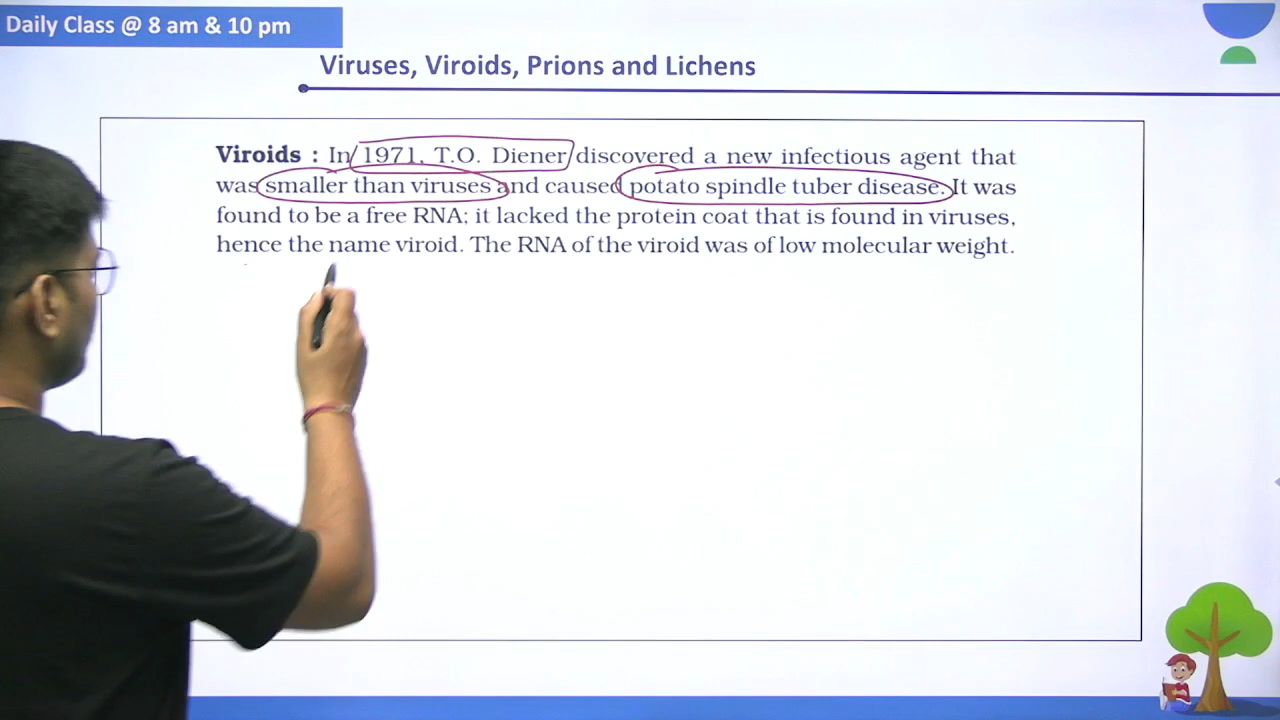 Daily Class @ 8 am & 10 pm
Viruses, Viroids, Prions and Lichens
Viroids : In 1971, T.O. Diener discovered a new infectious agent that
was smaller than viruses and caused potato spindle tuber disease. It was
found to be a free RNA; it lacked the protein coat that is found in viruses,
hence the name viroid. The RNA of the viroid was of low molecular weight.